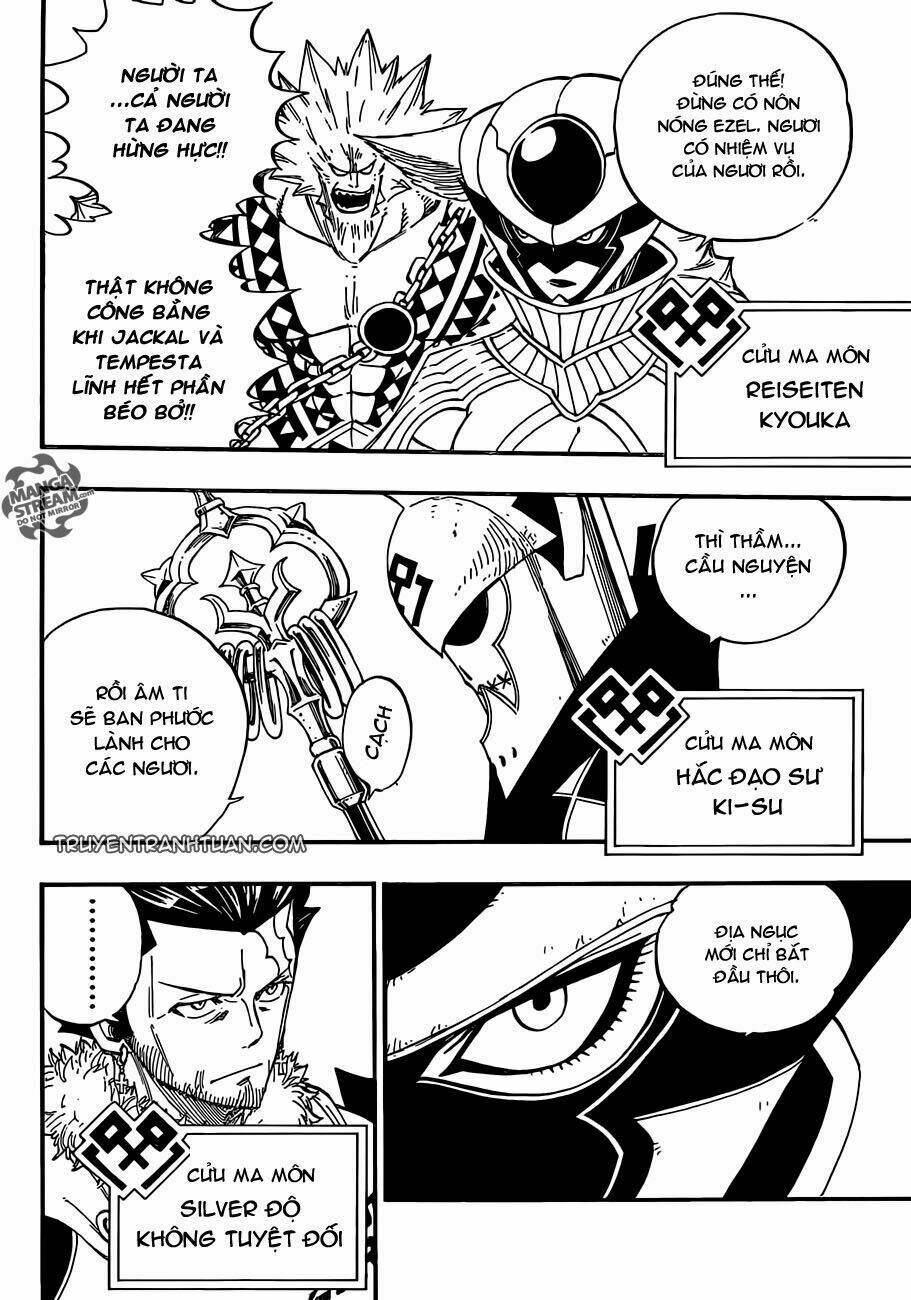 NGƯỜI TA
...CẢ NGƯỜI
TA ĐANG
HỪNG HỰC!!
ĐÚNG THẾ!
ĐỪNG CÓ NÔN
NÓNG EZEL. NGƯƠI
CÓ NHIỆM VỤ
CỦA NGƯƠI RỒI.
THẬT KHÔNG
CÔNG BẰNG
KHI JACKAL VÀ
TEMPESTA
LĨNH HẾT PHẦN
BÉO BỞ!!
CỬU MA MÔN
REISEITEN
KYOUKA
MANGA
STREAM.com
DO NOT MIRROR
THÌ THẦM...
CẦU NGUYỆN
...
RỒI ÂM TI
SẼ BAN PHƯỚC
LÀNH CHO
CÁC NGƯƠI.
CẠCH
CỬU MA MÔN
HẮC ĐẠO SƯ
KI-SU
TRUYENTRANHTUAN.COM
.........
ĐỊA NGỤC
MỚI CHỈ BẮT
ĐẦU THÔI.
CỬU MA MÔN
SILVER ĐỘ
KHÔNG TUYỆT ĐỐI